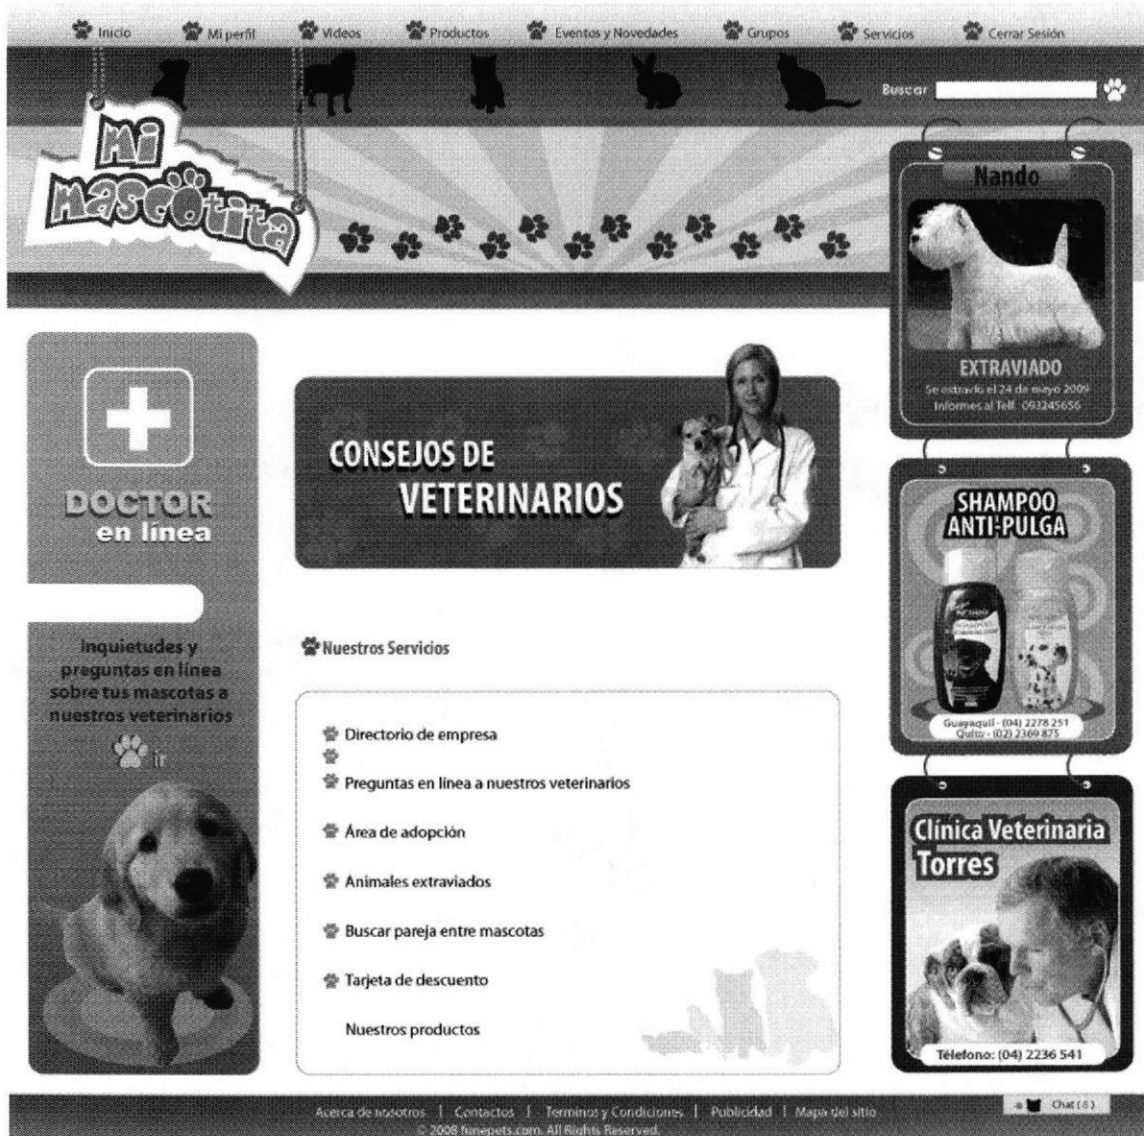 Inicio
Mi perfil
Videos
Productos
Eventos y Novedades
Grupos
Servicios
Cerrar Sesión
Buscar
Mi
mascotita
Nando
EXTRAVIADO
Se extravío el 24 de mayo 2009
Informes al Telf. 093245656
DOCTOR
en línea
Inquietudes y
preguntas en línea
sobre tus mascotas a
nuestros veterinarios
ir
CONSEJOS DE
VETERINARIOS
Nuestros Servicios
Directorio de empresa
Preguntas en línea a nuestros veterinarios
Área de adopción
Animales extraviados
Buscar pareja entre mascotas
Tarjeta de descuento
Nuestros productos
SHAMPOO
ANTI-PULGA
Guayaquil - (04) 2278 251
Quito - (02) 2369 875
Clínica Veterinaria
Torres
Télefono: (04) 2236 541
Acerca de nosotros | Contactos | Terminos y Condiciones | Publicidad | Mapa del sitio
© 2008 funepets.com. All Rights Reserved.
Chat (8)